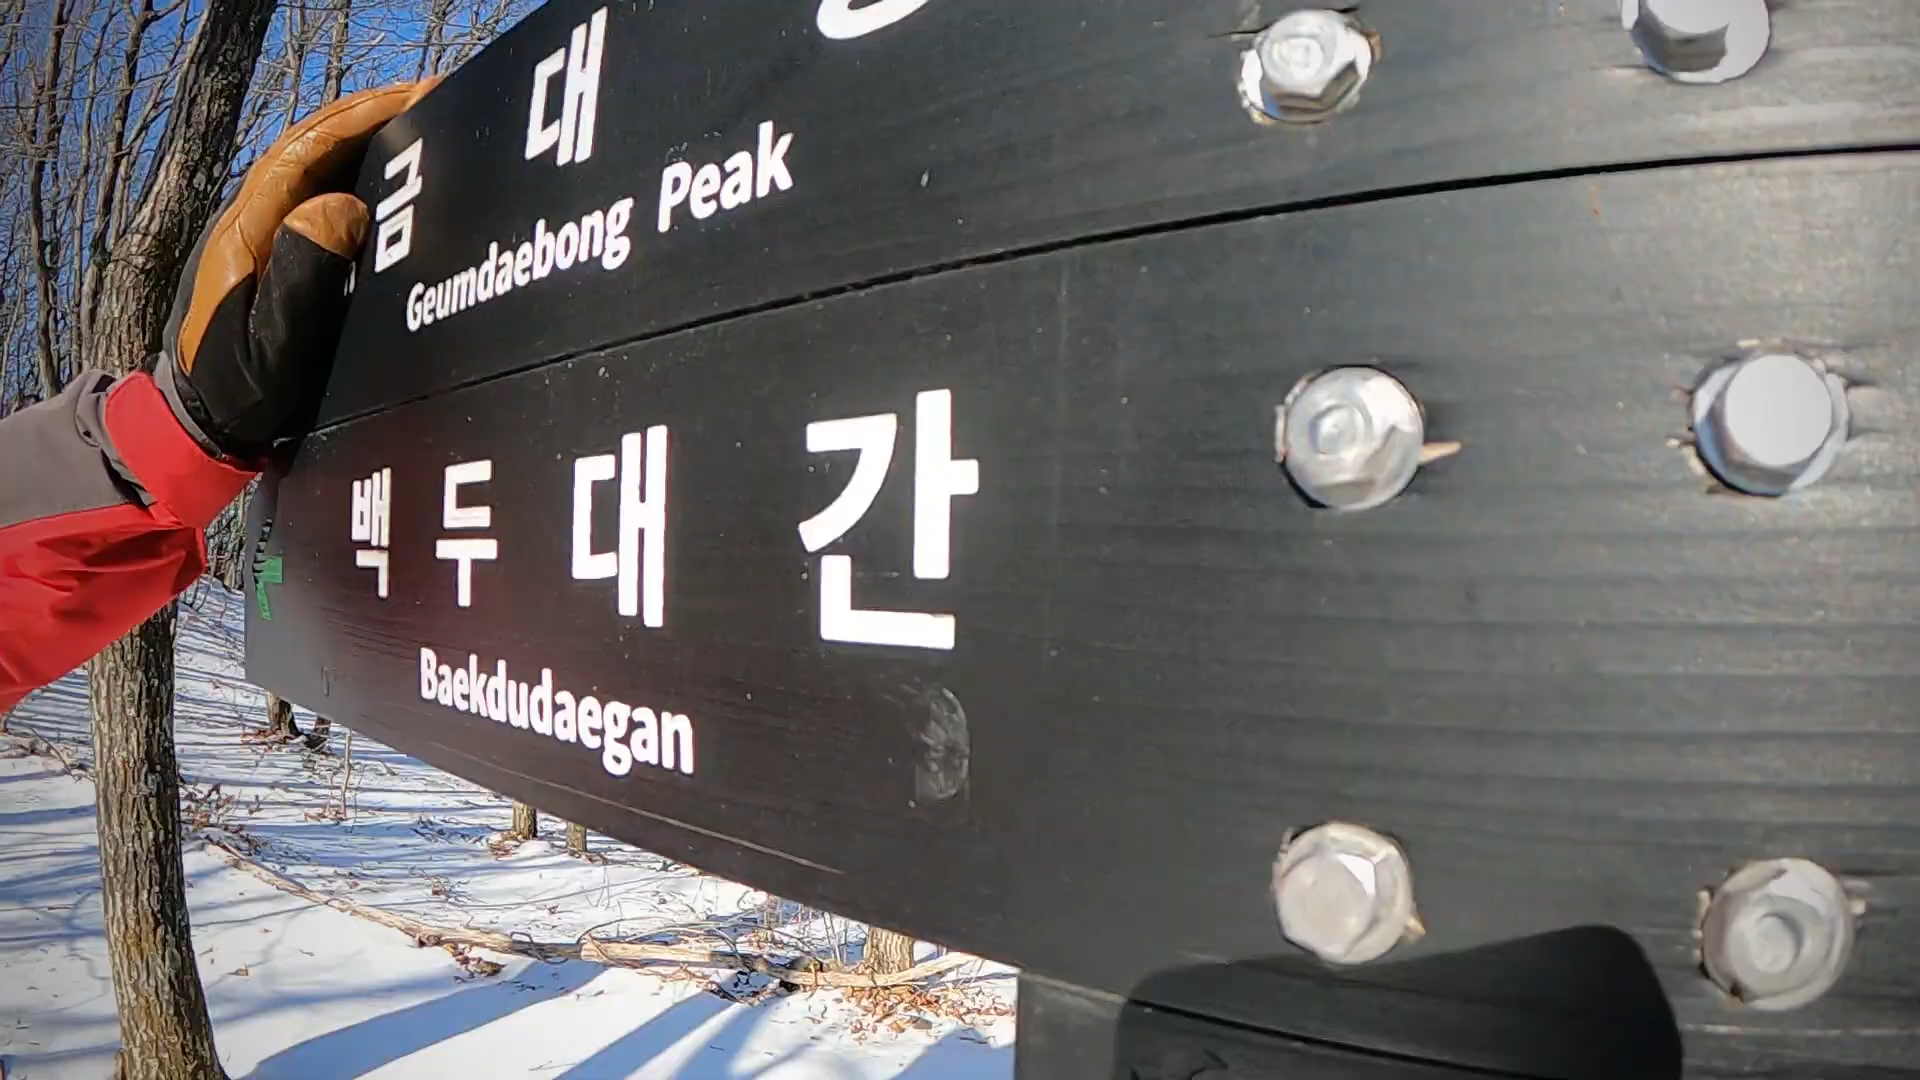 금 대
Geumdaebong Peak
백 두 대 간
Baekdudaegan